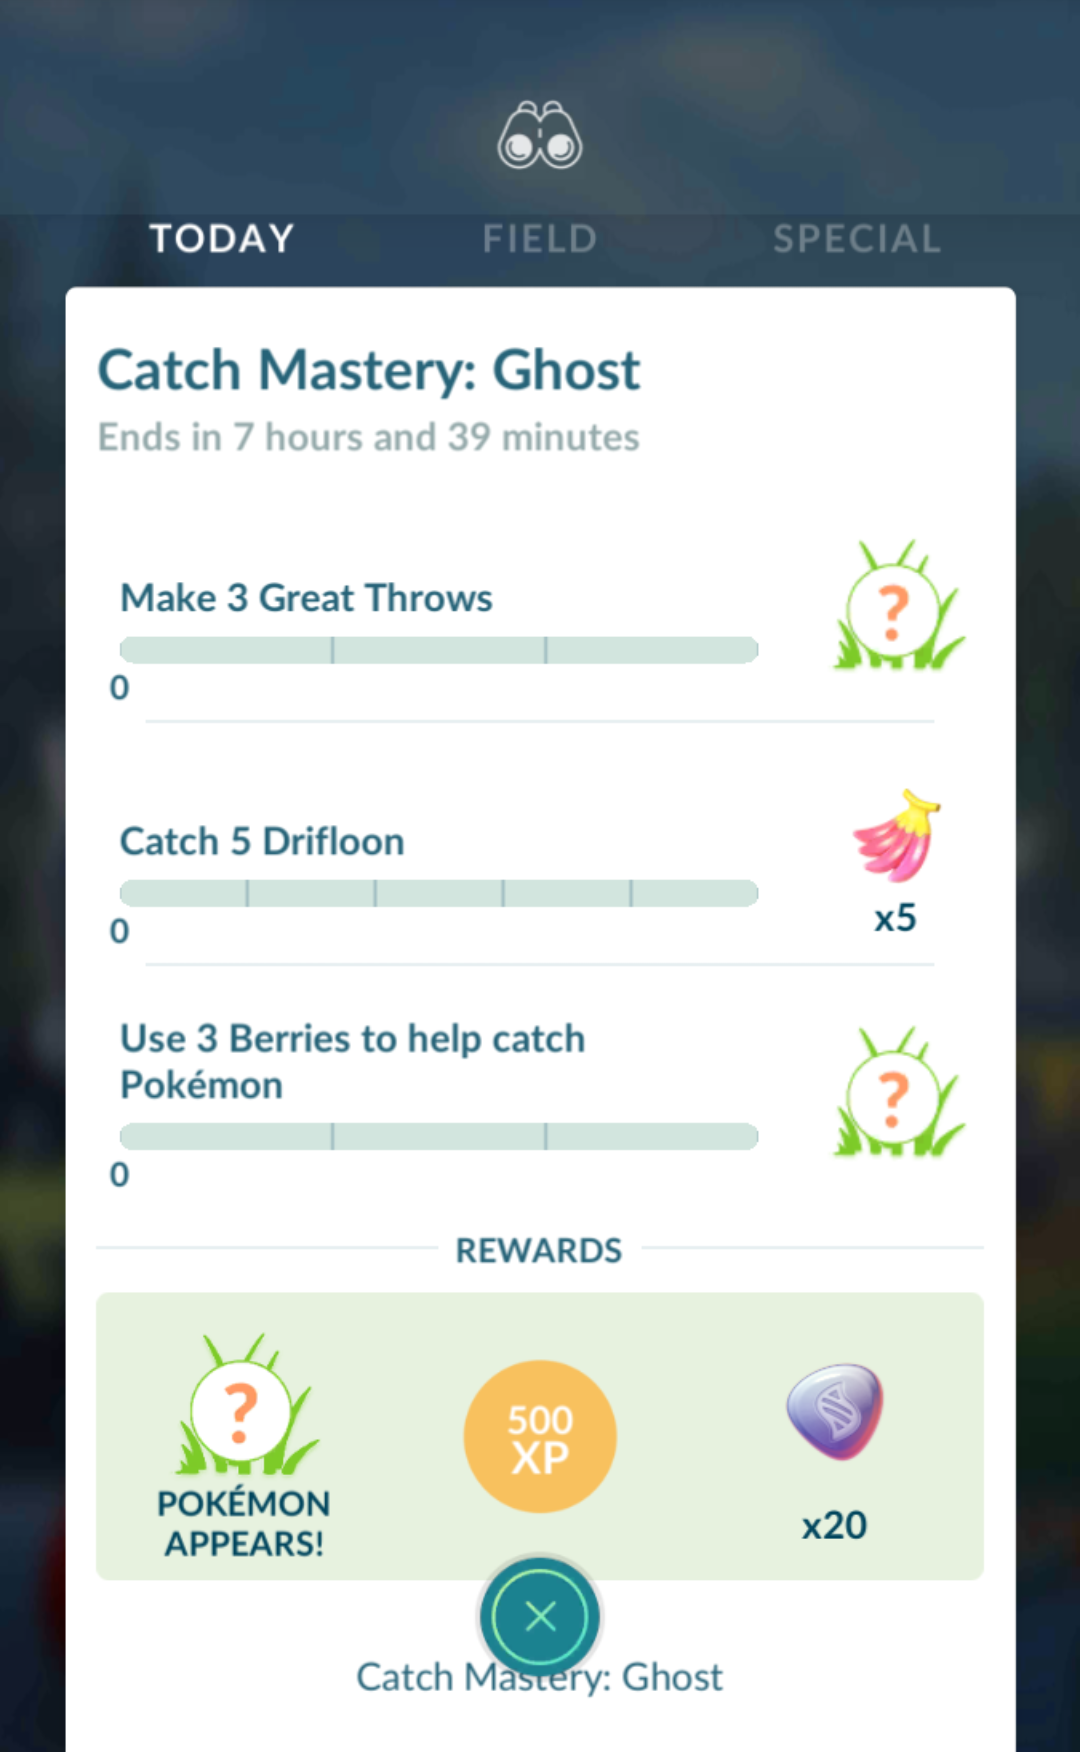 TODAY FIELD SPECIAL
Catch Mastery: Ghost
Ends in 7 hours and 39 minutes
Make 3 Great Throws
?
0
Catch 5 Drifloon
x5
0
Use 3 Berries to help catch
Pokémon
?
0
REWARDS
?
POKÉMON
APPEARS!
500
XP
x20
Catch Mastery: Ghost